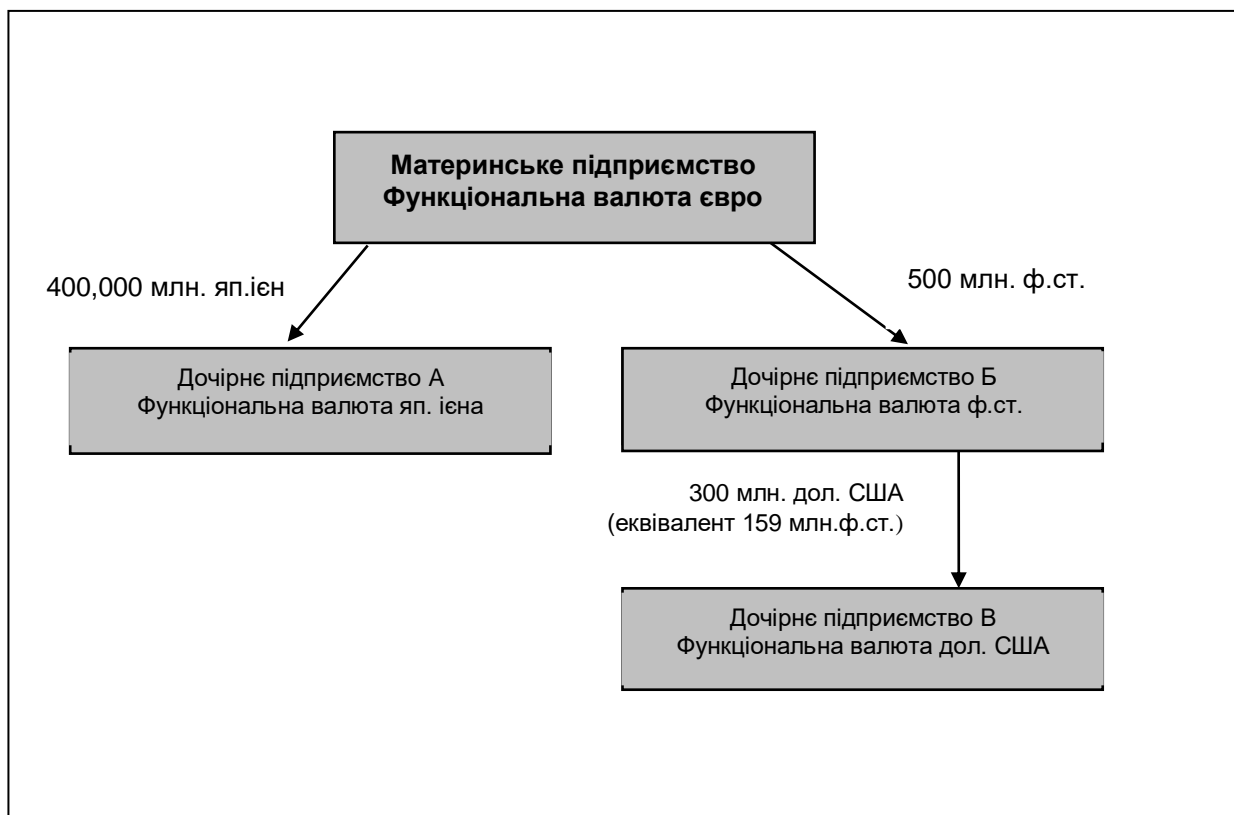 Материнське підприємство
Функціональна валюта євро
400,000 млн. яп.ієн
500 млн. ф.ст.
Дочірнє підприємство А
Функціональна валюта яп. ієна
Дочірнє підприємство Б
Функціональна валюта ф.ст.
300 млн. дол. США
(еквівалент 159 млн.ф.ст.)
Дочірнє підприємство В
Функціональна валюта дол. США